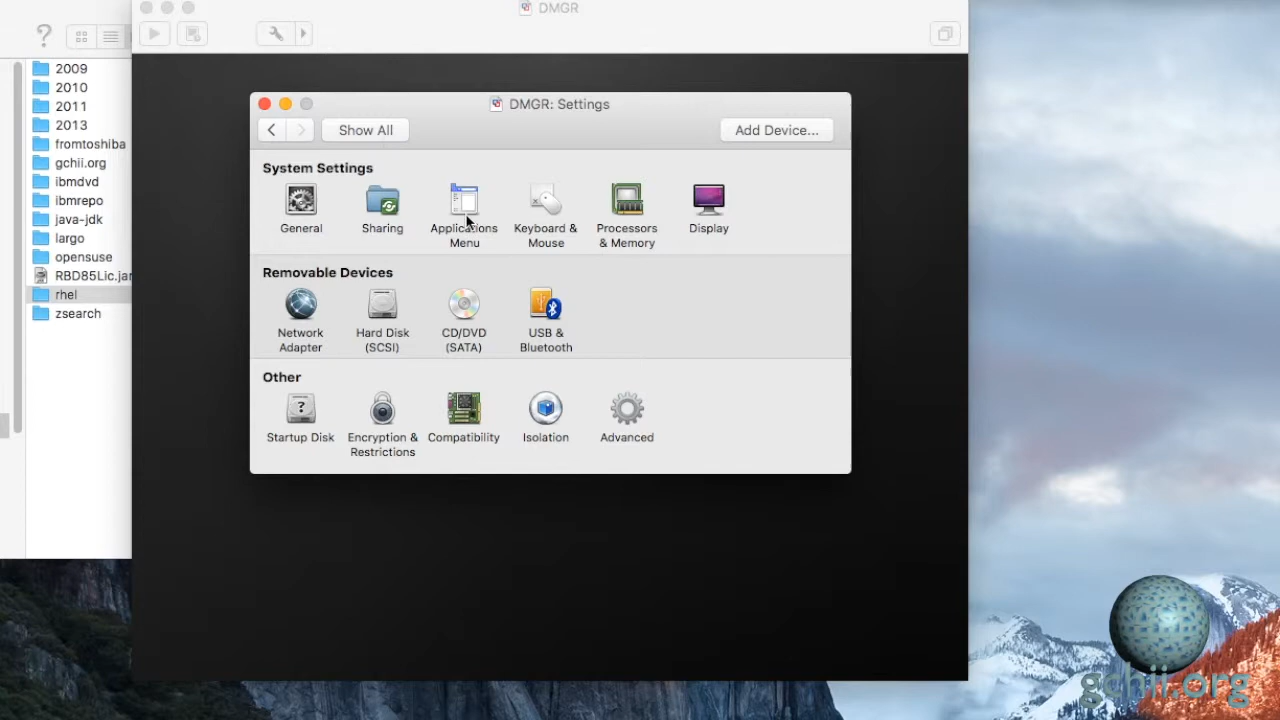 DMGR
2009
2010
2011
2013
fromtoshiba
gchii.org
ibmdvd
ibmrepo
java-jdk
largo
opensuse
RBD85Lic.jar
rhel
zsearch
DMGR: Settings
Show All
Add Device...
System Settings
General
Sharing
Applications
Menu
Keyboard &
Mouse
Processors
& Memory
Display
Removable Devices
Network
Adapter
Hard Disk
(SCSI)
CD/DVD
(SATA)
USB &
Bluetooth
Other
?
Startup Disk
Encryption &
Restrictions
Compatibility
Isolation
Advanced
gchii.org